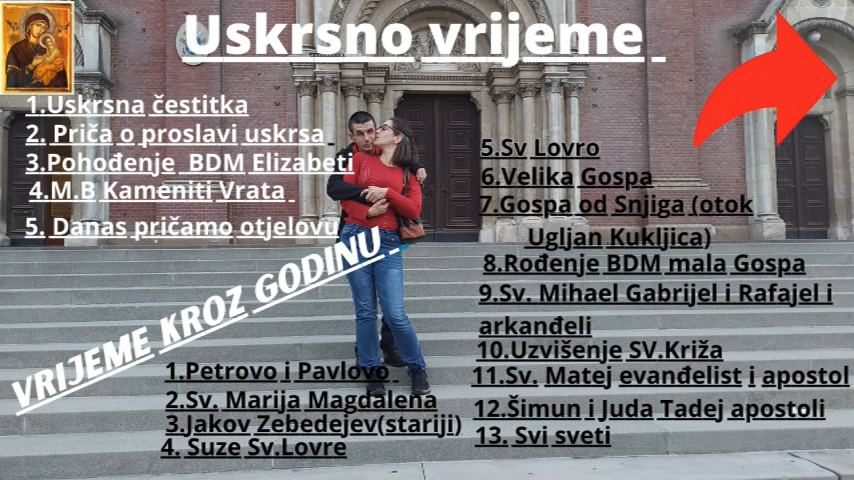 Uskrsno vrijeme
1.Uskrsna čestitka
2. Priča o proslavi uskrsa
3.Pohođenje BDM Elizabeti
4.M.B Kameniti Vrata
5. Danas pričamo otjelovu
VRIJEME KROZ GODINU
1.Petrovo i Pavlovo
2.Sv. Marija Magdalena
3.Jakov Zebedejev(stariji)
4. Suze Sv.Lovre
5.Sv Lovro
6.Velika Gospa
7.Gospa od Snjiga (otok
Ugljan Kukljica)
8.Rođenje BDM mala Gospa
9.Sv. Mihael Gabrijel i Rafajel i
arkanđeli
10.Uzvišenje SV.Križa
11.Sv. Matej evanđelist i apostol
12.Šimun i Juda Tadej apostoli
13. Svi sveti